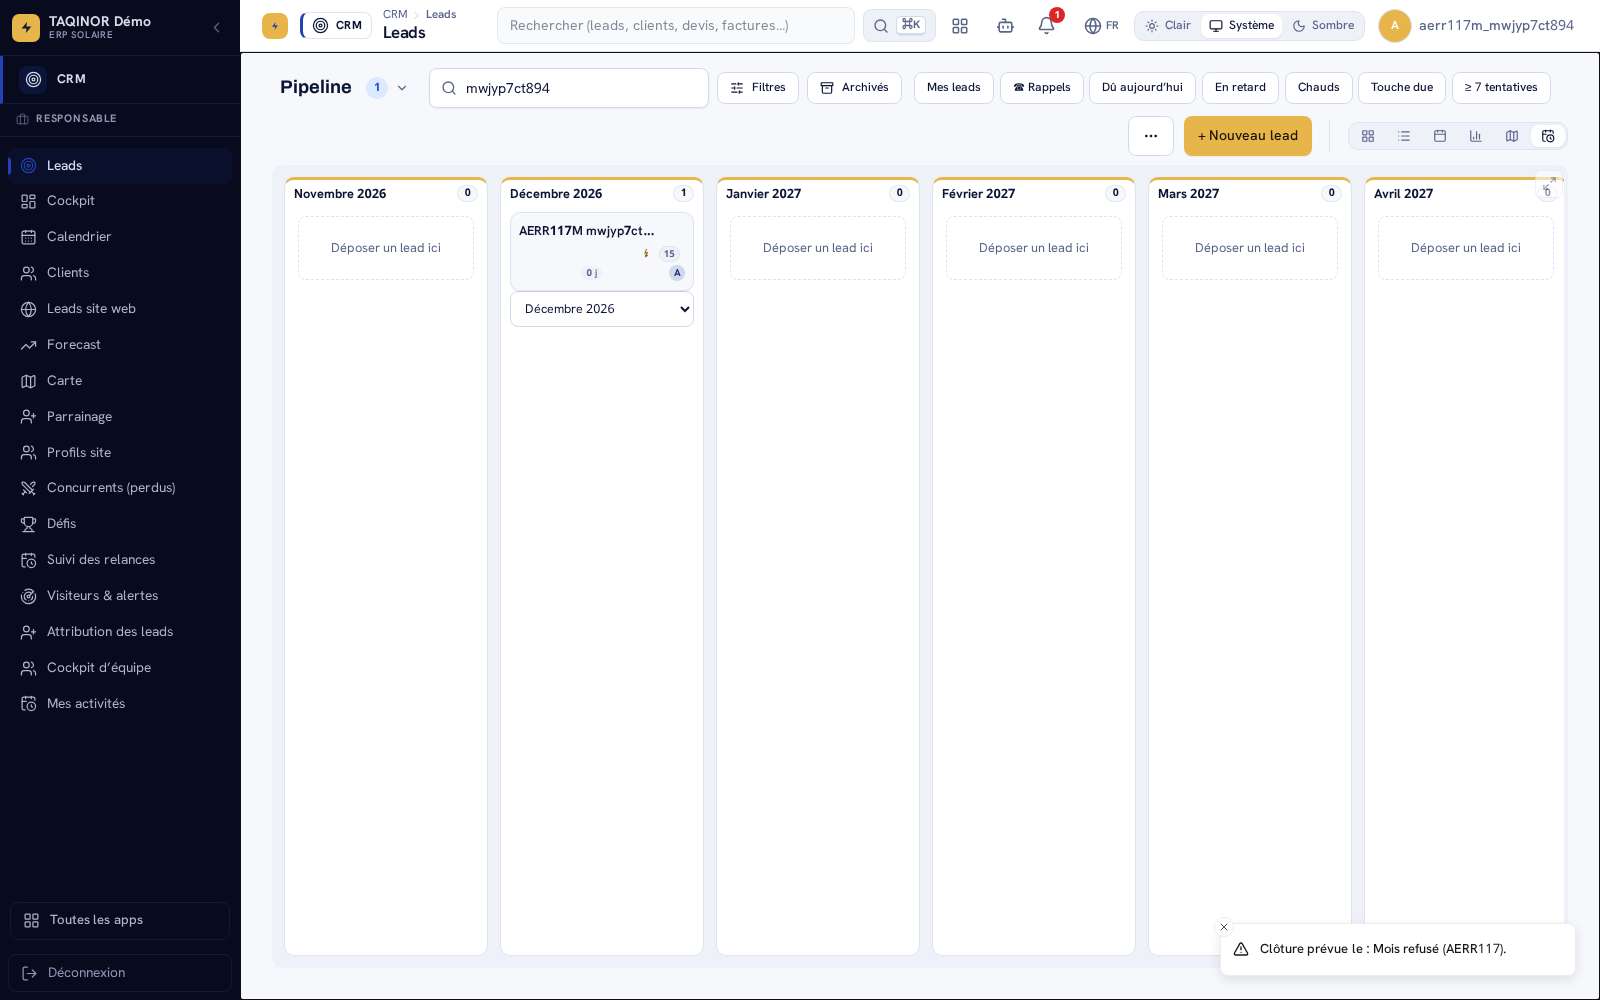 TAQINOR Démo
ERP SOLAIRE
CRM
RESPONSABLE
Leads
Cockpit
Calendrier
Clients
Leads site web
Forecast
Carte
Parrainage
Profils site
Concurrents (perdus)
Défis
Suivi des relances
Visiteurs & alertes
Attribution des leads
Cockpit d’équipe
Mes activités
Toutes les apps
Déconnexion
CRM
CRM Leads
Leads
Rechercher (leads, clients, devis, factures…)
⌘K
1
FR
Clair
Système
Sombre
A
aerr117m_mwjyp7ct894
Pipeline 1
mwjyp7ct894
Filtres
Archivés
Mes leads
☎ Rappels
Dû aujourd’hui
En retard
Chauds
Touche due
≥ 7 tentatives
+ Nouveau lead
Novembre 2026 0
Déposer un lead ici
Décembre 2026 1
AERR117M mwjyp7ct…
15
0 j
A
Décembre 2026
Janvier 2027 0
Déposer un lead ici
Février 2027 0
Déposer un lead ici
Mars 2027 0
Déposer un lead ici
Avril 2027 0
Déposer un lead ici
Clôture prévue le : Mois refusé (AERR117).